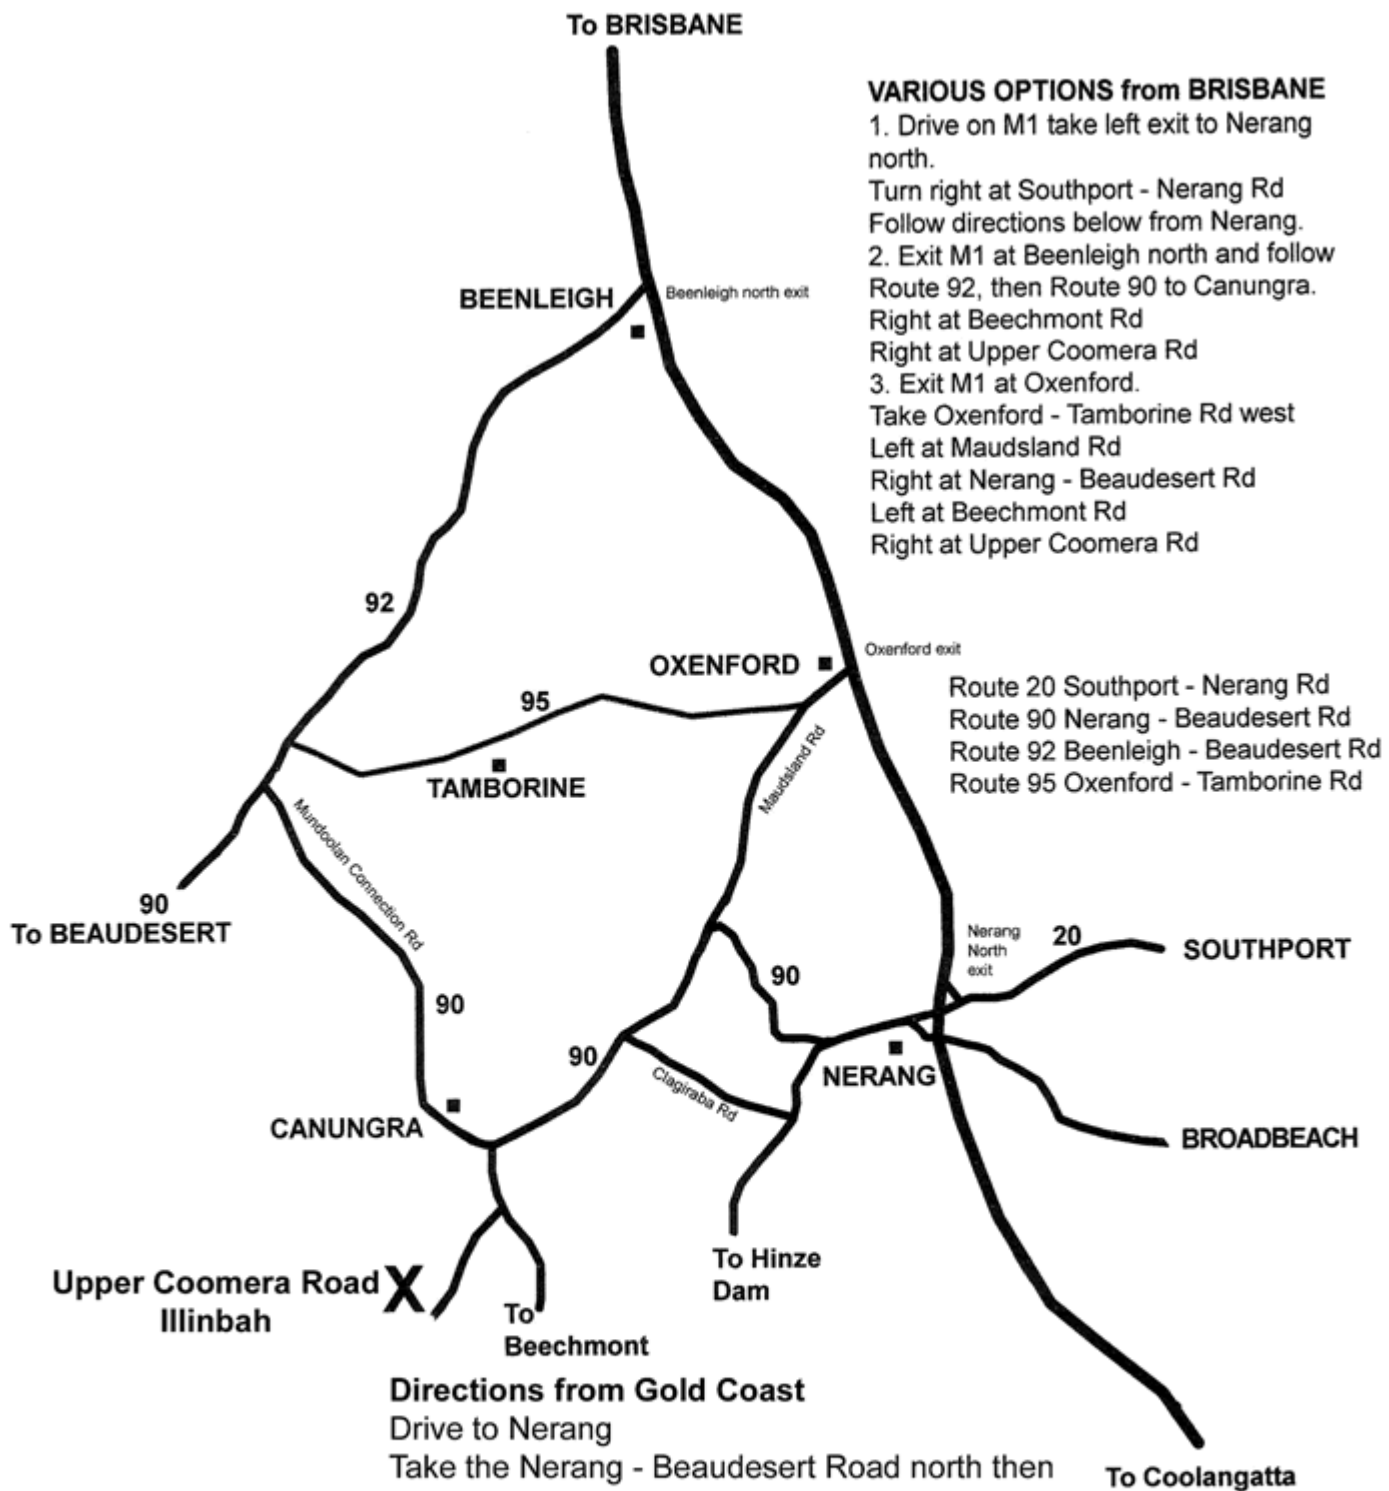 To BRISBANE
VARIOUS OPTIONS from BRISBANE
1. Drive on M1 take left exit to Nerang
north.
Turn right at Southport - Nerang Rd
Follow directions below from Nerang.
2. Exit M1 at Beenleigh north and follow
Route 92, then Route 90 to Canungra.
Right at Beechmont Rd
Right at Upper Coomera Rd
3. Exit M1 at Oxenford.
Take Oxenford - Tamborine Rd west
Left at Maudsland Rd
Right at Nerang - Beaudesert Rd
Left at Beechmont Rd
Right at Upper Coomera Rd
BEENLEIGH
Beenleigh north exit
92
OXENFORD
Oxenford exit
Route 20 Southport - Nerang Rd
Route 90 Nerang - Beaudesert Rd
Route 92 Beenleigh - Beaudesert Rd
Route 95 Oxenford - Tamborine Rd
95
TAMBORINE
Maudsland Rd
Mundoolan Connection Rd
90
To BEAUDESERT
Nerang
North
exit
20
SOUTHPORT
90
90
90
Clagiraba Rd
NERANG
CANUNGRA
BROADBEACH
To Hinze
Dam
Upper Coomera Road
Illinbah
X
To
Beechmont
Directions from Gold Coast
Drive to Nerang
Take the Nerang - Beaudesert Road north then
To Coolangatta